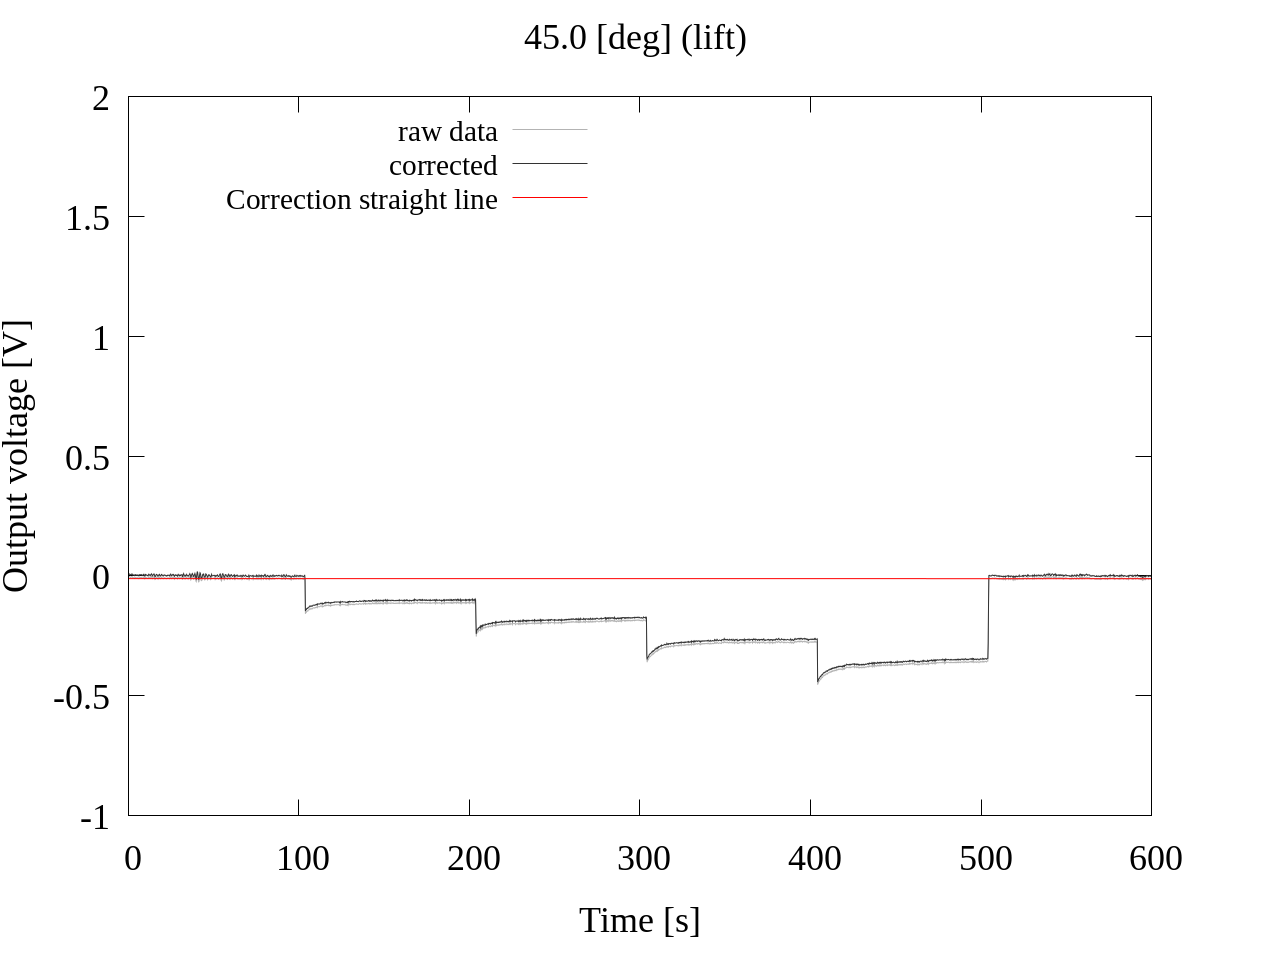 45.0 [deg] (lift)
2
1.5
1
0.5
0
-0.5
-1
Output voltage [V]
raw data
corrected
Correction straight line
0 100 200 300 400 500 600
Time [s]